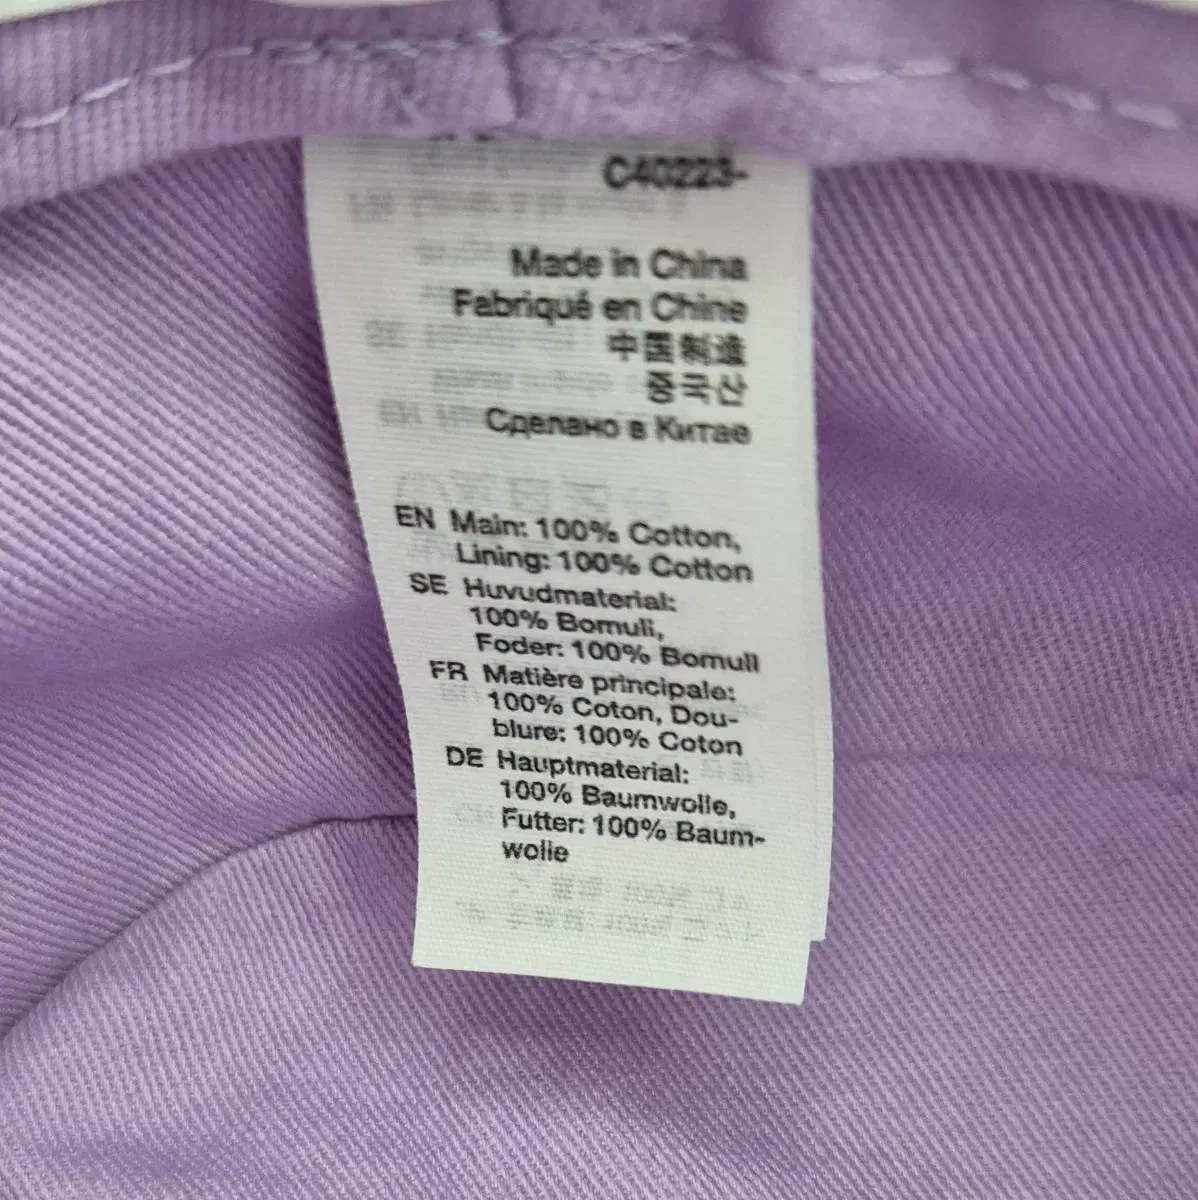 C40223-
Made in China
Fabriqué en Chine
中国制造
중국산
Сделано в Китае
EN Main: 100% Cotton,
Lining: 100% Cotton
SE Huvudmaterial:
100% Bomull,
Foder: 100% Bomull
FR Matière principale:
100% Coton, Dou-
blure: 100% Coton
DE Hauptmaterial:
100% Baumwolle,
Futter: 100% Baum-
wolle